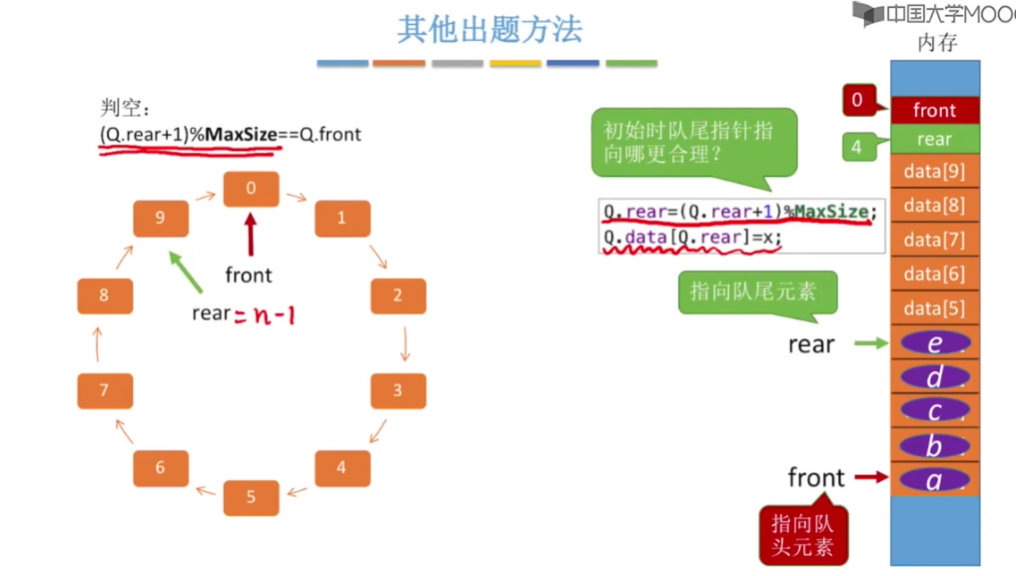 其他出题方法
中国大学MOO
内存
判空：
(Q.rear+1)%MaxSize==Q.front
0
1
2
3
4
5
6
7
8
9
front
rear
=n-1
初始时队尾指针指
向哪更合理？
Q.rear=(Q.rear+1)%MaxSize;
Q.data[Q.rear]=x;
指向队尾元素
rear
front
指向队
头元素
0
front
4
rear
data[9]
data[8]
data[7]
data[6]
data[5]
e
d
c
b
a